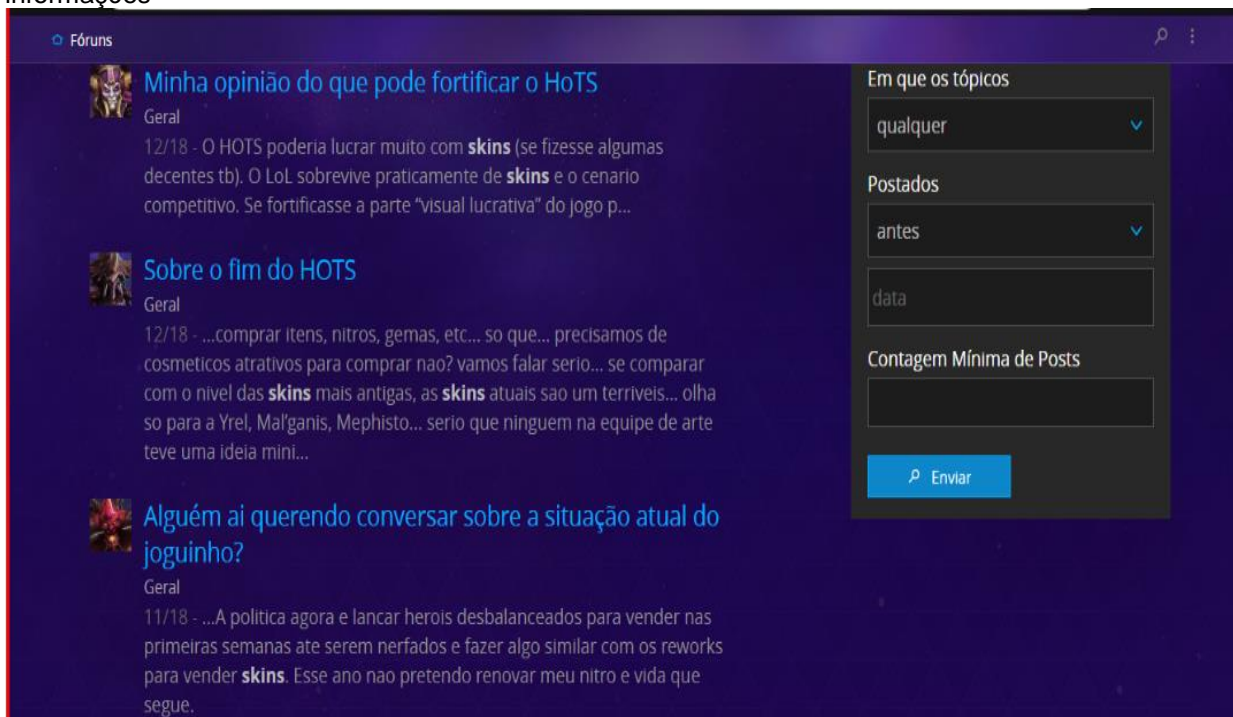 informações
Fóruns
Minha opinião do que pode fortificar o HoTS
Geral
12/18 - O HOTS poderia lucrar muito com skins (se fizesse algumas
decentes tb). O LoL sobrevive praticamente de skins e o cenario
competitivo. Se fortificasse a parte “visual lucrativa” do jogo p...
Sobre o fim do HOTS
Geral
12/18 - ...comprar itens, nitros, gemas, etc... so que... precisamos de
cosmeticos atrativos para comprar nao? vamos falar serio... se comparar
com o nivel das skins mais antigas, as skins atuais sao um terriveis... olha
so para a Yrel, Mal’ganis, Mephisto... serio que ninguem na equipe de arte
teve uma ideia mini...
Alguém ai querendo conversar sobre a situação atual do
joguinho?
Geral
11/18 - ...A politica agora e lancar herois desbalanceados para vender nas
primeiras semanas ate serem nerfados e fazer algo similar com os reworks
para vender skins. Esse ano nao pretendo renovar meu nitro e vida que
segue.
Em que os tópicos
qualquer
Postados
antes
data
Contagem Mínima de Posts
Enviar